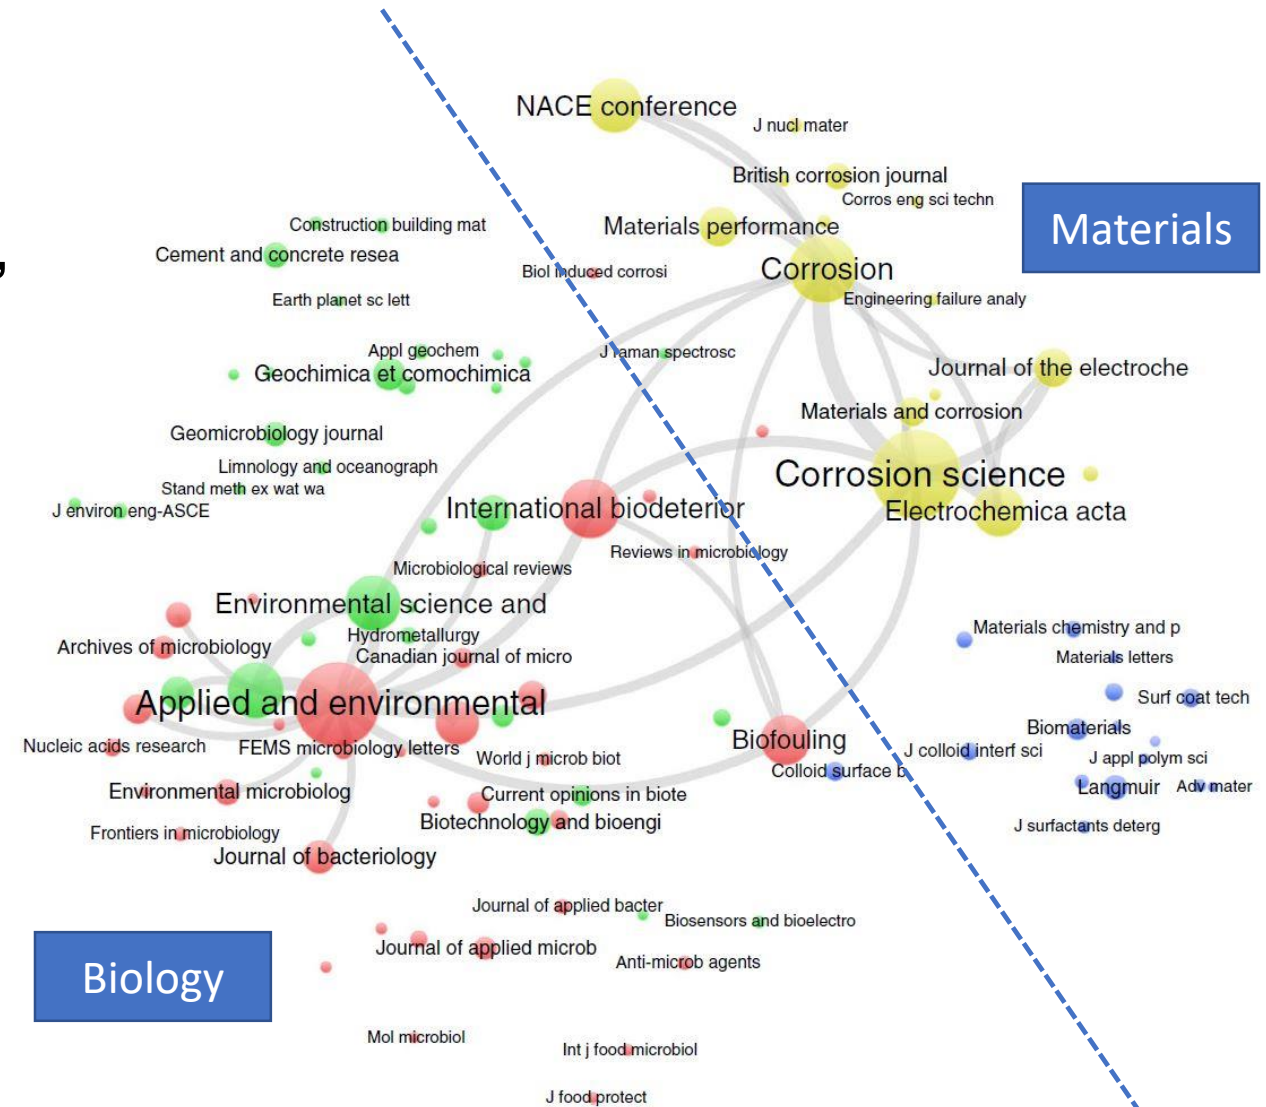 NACE conference
J nucl mater
British corrosion journal
Corros eng sci techn
Materials
Construction building mat
Materials performance
Cement and concrete resea
,
Biol induced corrosi
Corrosion
Earth planet sc lett
Engineering failure analy
Appl geochem
J raman spectrosc
Geochimica et comochimica
Journal of the electroche
Materials and corrosion
Geomicrobiology journal
Limnology and oceanograph
Corrosion science
Stand meth ex wat wa
J environ eng-ASCE
International biodeterior
Electrochemica acta
Reviews in microbiology
Microbiological reviews
Environmental science and
Materials chemistry and p
Hydrometallurgy
Archives of microbiology
Canadian journal of micro
Materials letters
Applied and environmental
Surf coat tech
Biomaterials
Nucleic acids research
FEMS microbiology letters
Biofouling
J colloid interf sci
World j microb biot
J appl polym sci
Colloid surface b
Environmental microbiolog
Current opinions in biote
Langmuir
Adv mater
Frontiers in microbiology
Biotechnology and bioengi
J surfactants deterg
Journal of bacteriology
Journal of applied bacter
Biosensors and bioelectro
Journal of applied microb
Anti-microb agents
Biology
Mol microbiol
Int j food microbiol
J food protect